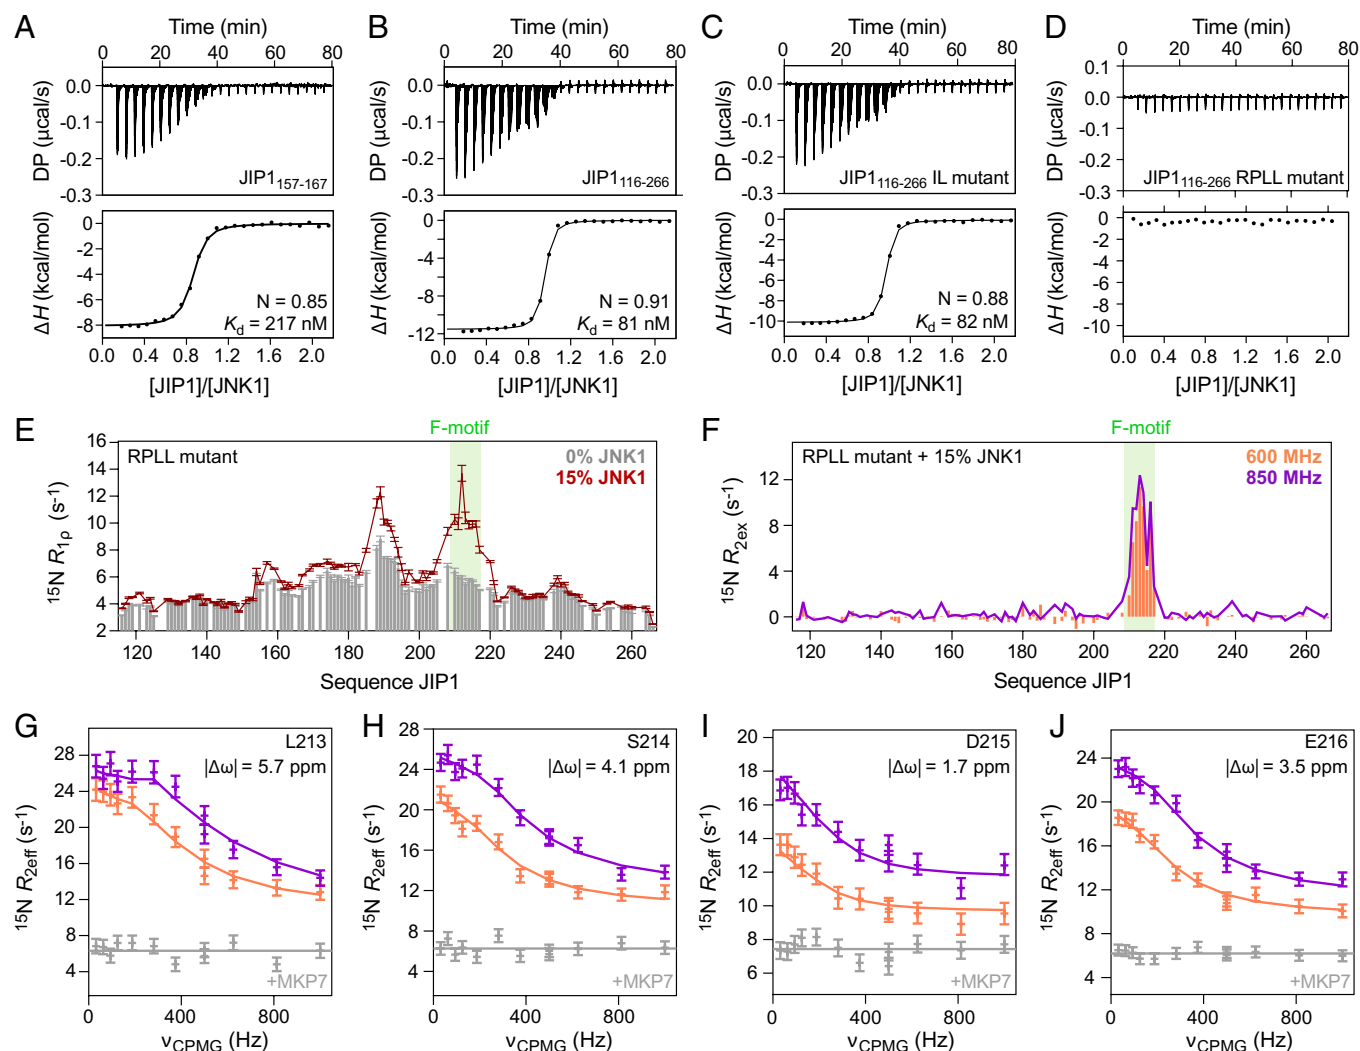 A
Time (min)
0 20 40 60 80
DP (μcal/s)
0.0
-0.1
-0.2
-0.3
JIP1157-167
ΔH (kcal/mol)
0
-2
-4
-6
-8
N = 0.85
Kd = 217 nM
0.0 0.4 0.8 1.2 1.6 2.0
[JIP1]/[JNK1]
B
Time (min)
0 20 40 60 80
DP (μcal/s)
0.0
-0.1
-0.2
-0.3
JIP1116-266
ΔH (kcal/mol)
0
-4
-8
-12
N = 0.91
Kd = 81 nM
0.0 0.4 0.8 1.2 1.6 2.0
[JIP1]/[JNK1]
C
Time (min)
0 20 40 60 80
DP (μcal/s)
0.0
-0.1
-0.2
-0.3
JIP1116-266 IL mutant
ΔH (kcal/mol)
0
-2
-4
-6
-8
-10
N = 0.88
Kd = 82 nM
0.0 0.4 0.8 1.2 1.6 2.0
[JIP1]/[JNK1]
D
Time (min)
0 20 40 60 80
DP (μcal/s)
0.1
0.0
-0.1
-0.2
-0.3
JIP1116-266 RPLL mutant
ΔH (kcal/mol)
0
-2
-4
-6
-8
-10
0.0 0.4 0.8 1.2 1.6 2.0
[JIP1]/[JNK1]
E
F-motif
RPLL mutant
0% JNK1
15% JNK1
15N R1ρ (s-1)
16
14
12
10
8
6
4
2
120 140 160 180 200 220 240 260
Sequence JIP1
F
F-motif
RPLL mutant + 15% JNK1
600 MHz
850 MHz
15N R2ex (s-1)
12
8
4
0
120 140 160 180 200 220 240 260
Sequence JIP1
G
L213
|Δω| = 5.7 ppm
15N R2eff (s-1)
28
24
20
16
12
8
4
+MKP7
0 400 800
νCPMG (Hz)
H
S214
|Δω| = 4.1 ppm
15N R2eff (s-1)
28
24
20
16
12
8
4
+MKP7
0 400 800
νCPMG (Hz)
I
D215
|Δω| = 1.7 ppm
15N R2eff (s-1)
20
18
16
14
12
10
8
6
+MKP7
0 400 800
νCPMG (Hz)
J
E216
|Δω| = 3.5 ppm
15N R2eff (s-1)
24
20
16
12
8
4
+MKP7
0 400 800
νCPMG (Hz)